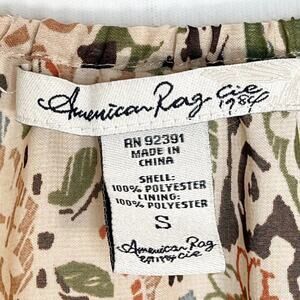 American Rag Cie
1984
RN 92391
MADE IN
CHINA
SHELL:
100% POLYESTER
LINING:
100% POLYESTER
S
American Rag
Cie